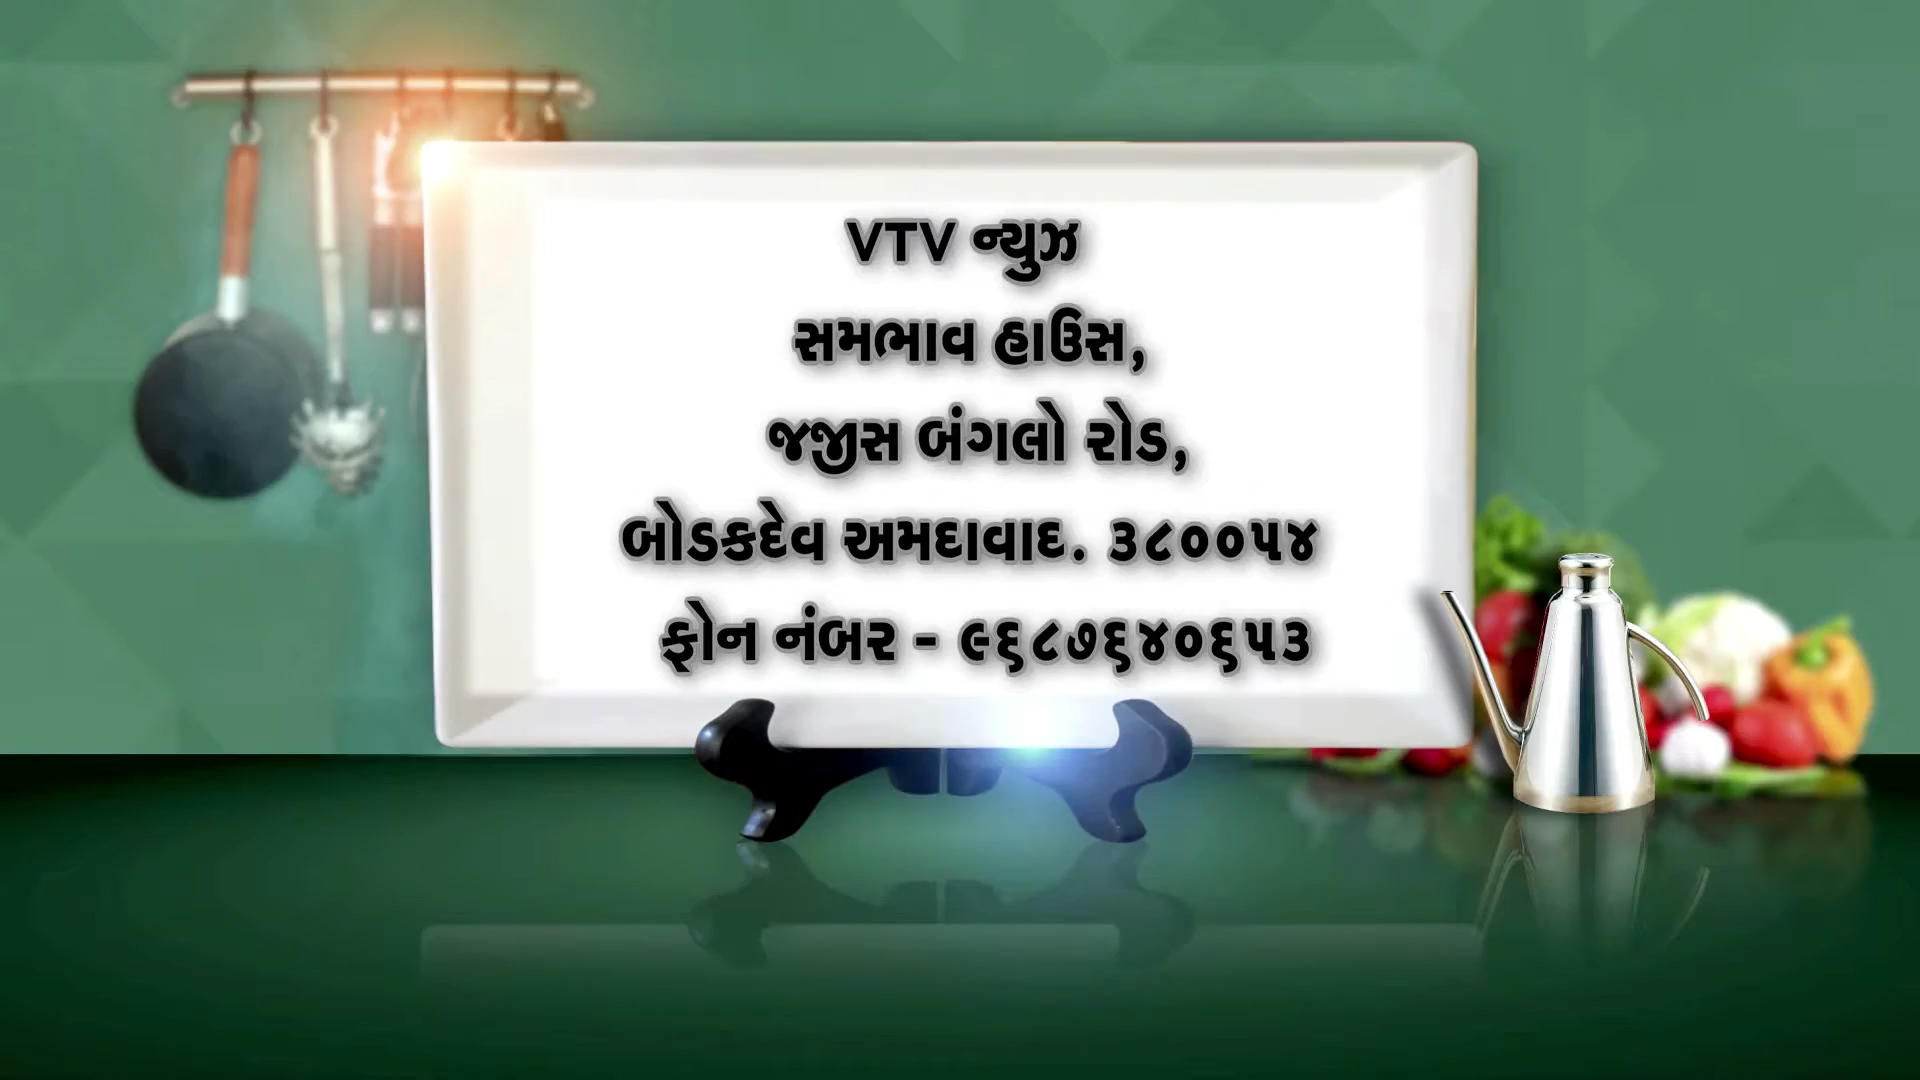 VTV ન્યુઝ
સમભાવ હાઉસ,
જજીસ બંગલો રોડ,
બોડકદેવ અમદાવાદ. ૩૮૦૦૫૪
ફોન નંબર - ૯૬૮૭૬૪૦૬૫૩